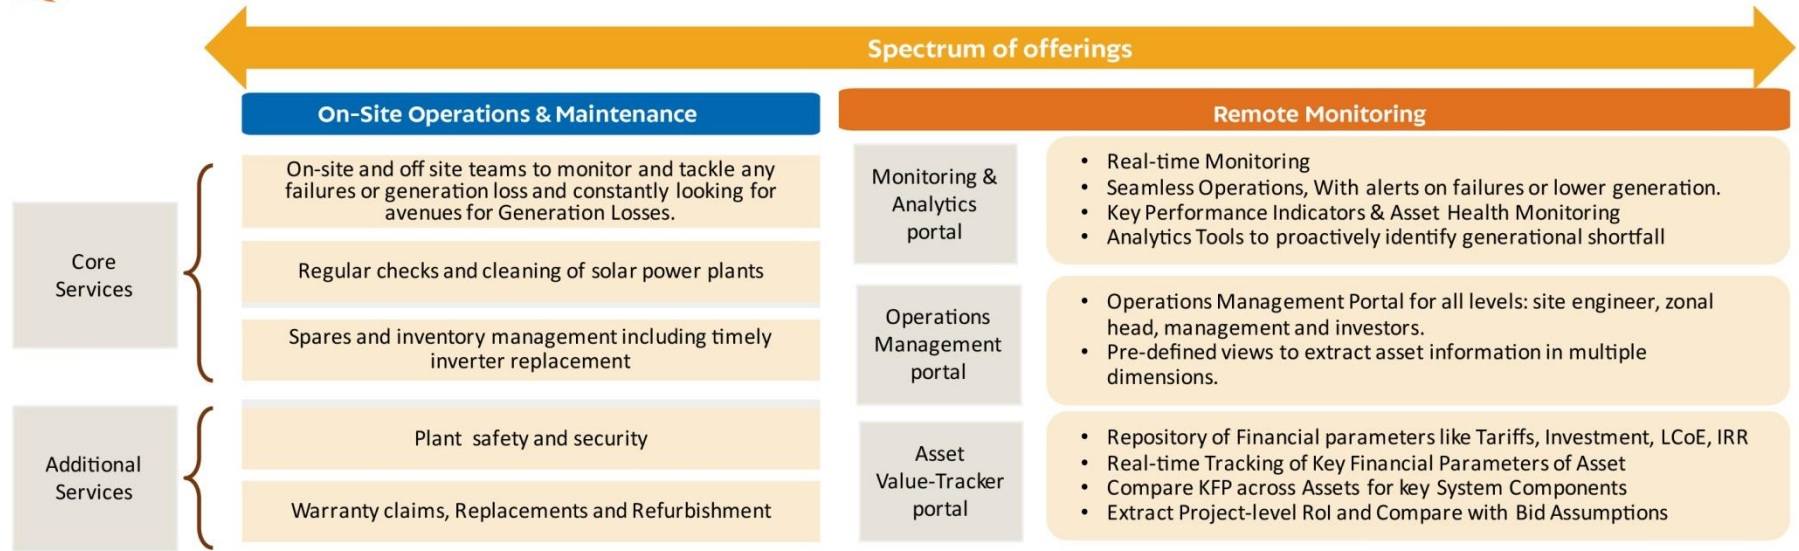 Spectrum of offerings
On-Site Operations & Maintenance
Core
Services
On-site and off site teams to monitor and tackle any
failures or generation loss and constantly looking for
avenues for Generation Losses.
Regular checks and cleaning of solar power plants
Spares and inventory management including timely
inverter replacement
Additional
Services
Plant safety and security
Warranty claims, Replacements and Refurbishment
Remote Monitoring
Monitoring &
Analytics
portal
• Real-time Monitoring
• Seamless Operations, With alerts on failures or lower generation.
• Key Performance Indicators & Asset Health Monitoring
• Analytics Tools to proactively identify generational shortfall
Operations
Management
portal
• Operations Management Portal for all levels: site engineer, zonal
head, management and investors.
• Pre-defined views to extract asset information in multiple
dimensions.
Asset
Value-Tracker
portal
• Repository of Financial parameters like Tariffs, Investment, LCoE, IRR
• Real-time Tracking of Key Financial Parameters of Asset
• Compare KFP across Assets for key System Components
• Extract Project-level RoI and Compare with Bid Assumptions